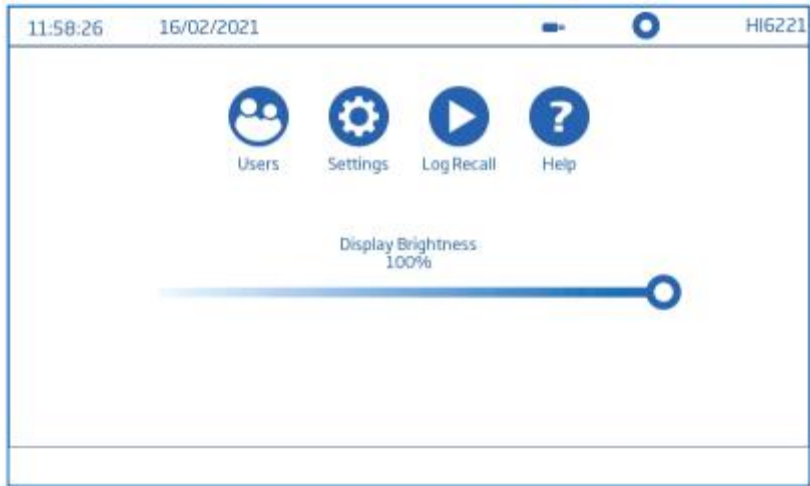 11:58:26 16/02/2021 HI6221
Users Settings Log Recall Help
Display Brightness
100%